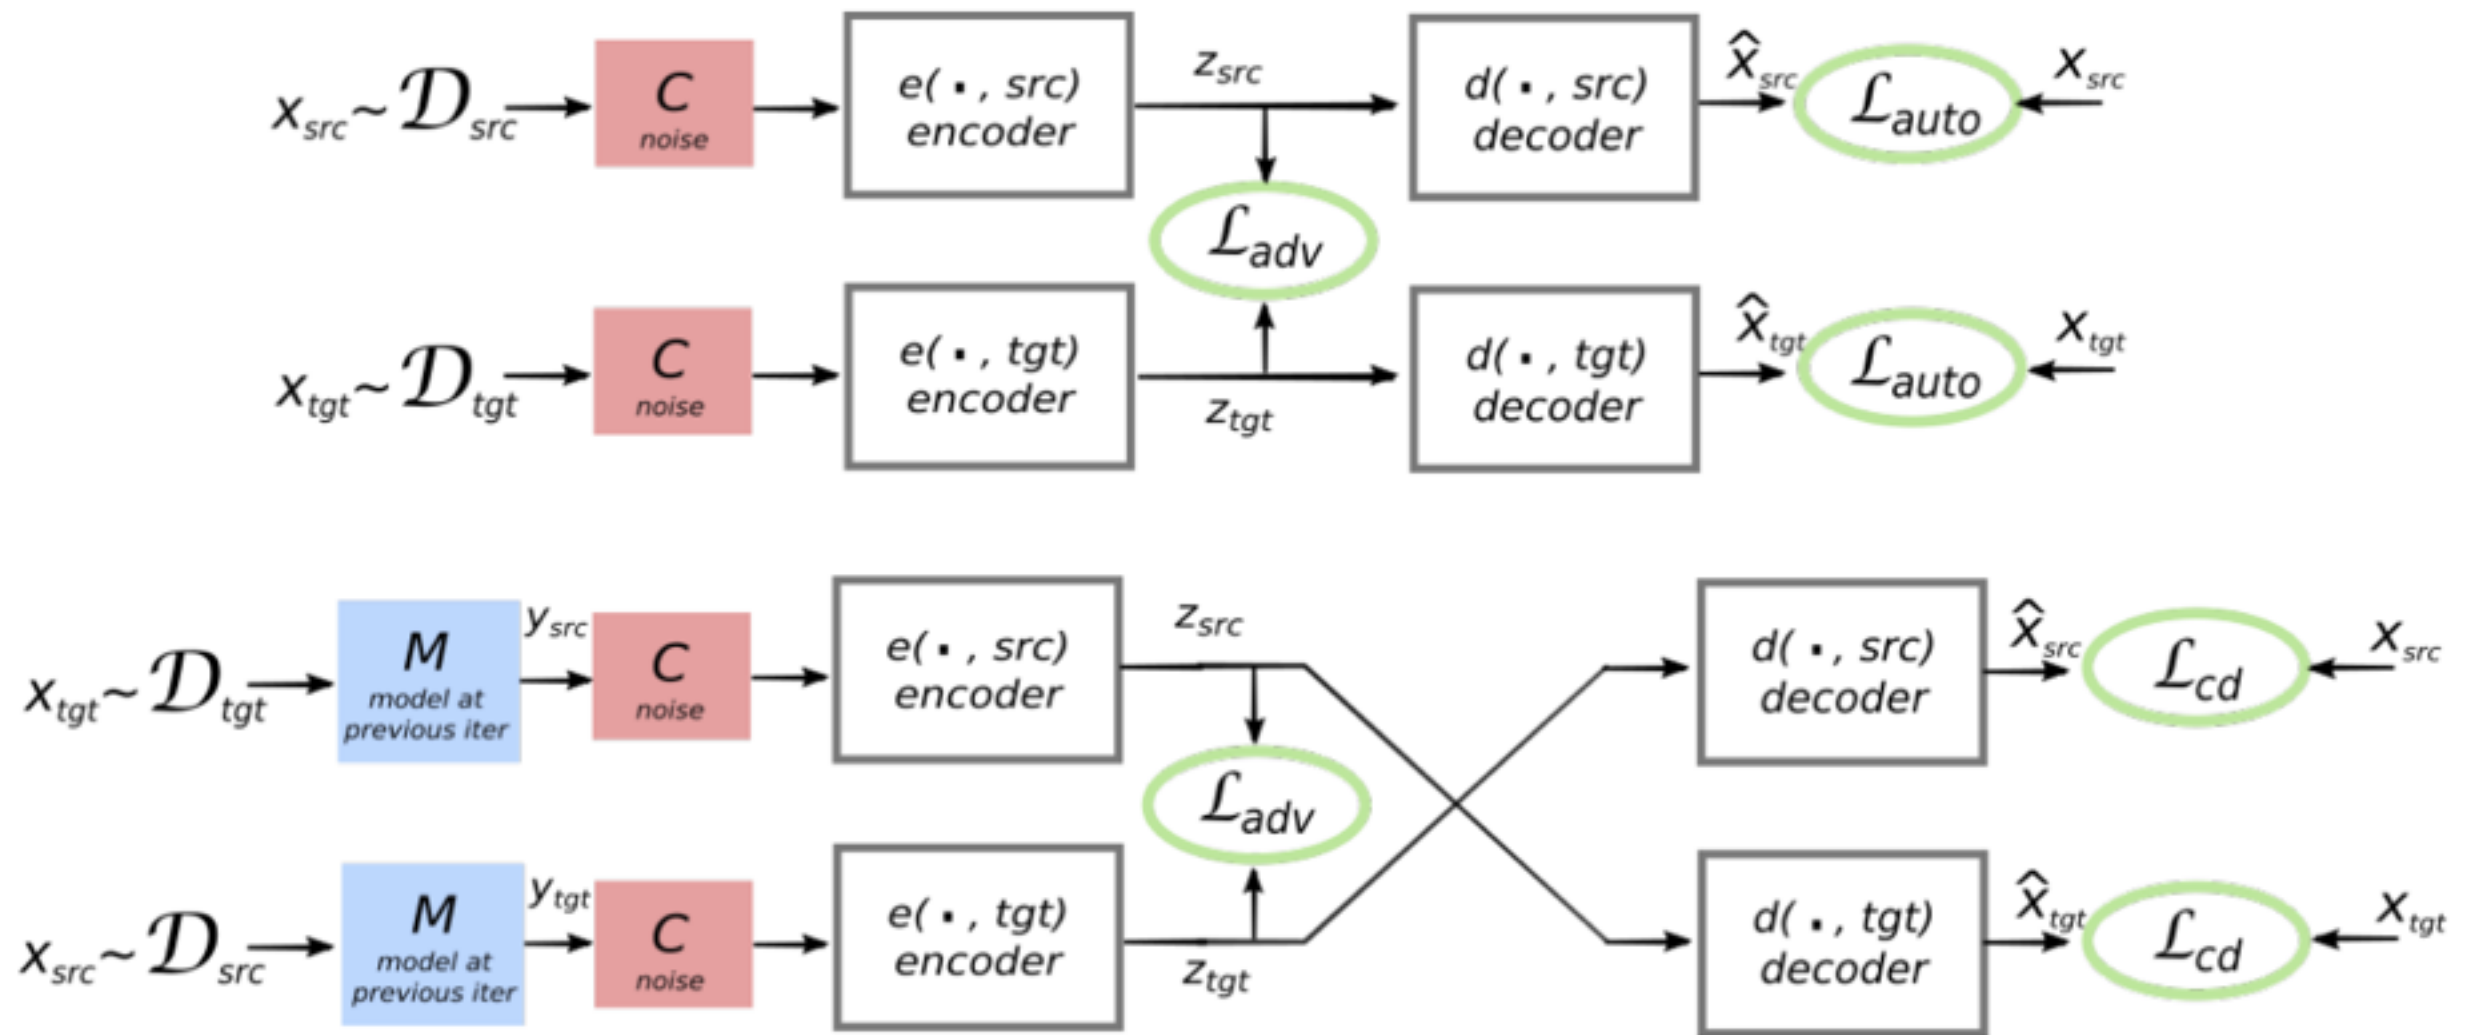 x_src ~ D_src
C
noise
e(·, src)
encoder
z_src
d(·, src)
decoder
x̂_src
ℒ_auto
x_src
ℒ_adv
x_tgt ~ D_tgt
C
noise
e(·, tgt)
encoder
z_tgt
d(·, tgt)
decoder
x̂_tgt
ℒ_auto
x_tgt
x_tgt ~ D_tgt
M
model at
previous iter
y_src
C
noise
e(·, src)
encoder
z_src
d(·, src)
decoder
x̂_src
ℒ_cd
x_src
ℒ_adv
x_src ~ D_src
M
model at
previous iter
y_tgt
C
noise
e(·, tgt)
encoder
z_tgt
d(·, tgt)
decoder
x̂_tgt
ℒ_cd
x_tgt